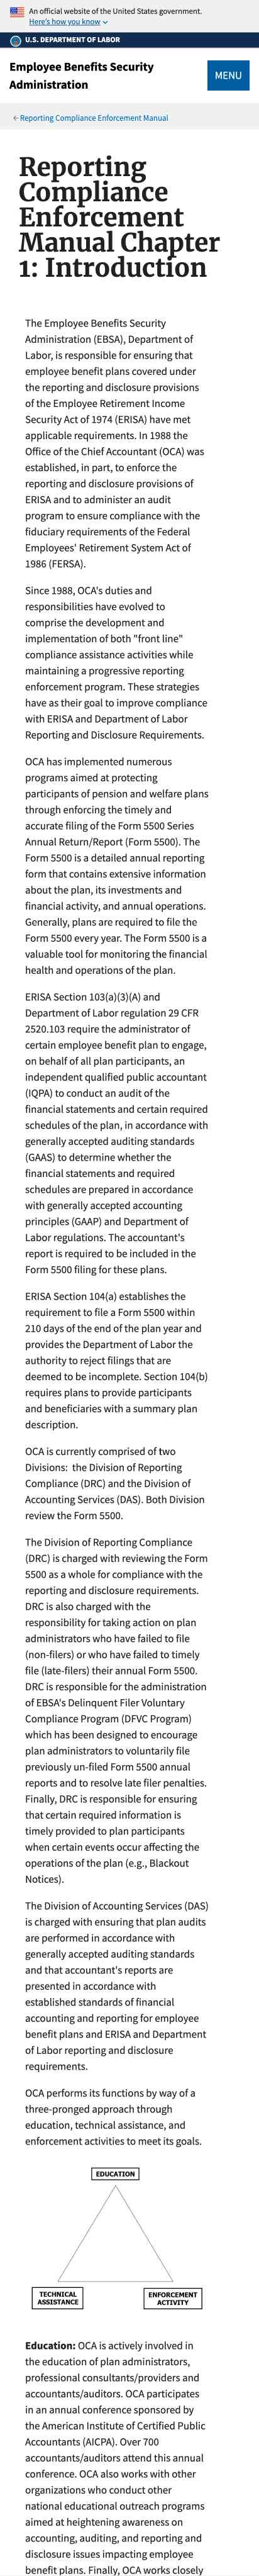 An official website of the United States government.
Here's how you know
U.S. DEPARTMENT OF LABOR
Employee Benefits Security
Administration
MENU
← Reporting Compliance Enforcement Manual
Reporting
Compliance
Enforcement
Manual Chapter
1: Introduction
The Employee Benefits Security
Administration (EBSA), Department of
Labor, is responsible for ensuring that
employee benefit plans covered under
the reporting and disclosure provisions
of the Employee Retirement Income
Security Act of 1974 (ERISA) have met
applicable requirements. In 1988 the
Office of the Chief Accountant (OCA) was
established, in part, to enforce the
reporting and disclosure provisions of
ERISA and to administer an audit
program to ensure compliance with the
fiduciary requirements of the Federal
Employees' Retirement System Act of
1986 (FERSA).
Since 1988, OCA's duties and
responsibilities have evolved to
comprise the development and
implementation of both "front line"
compliance assistance activities while
maintaining a progressive reporting
enforcement program. These strategies
have as their goal to improve compliance
with ERISA and Department of Labor
Reporting and Disclosure Requirements.
OCA has implemented numerous
programs aimed at protecting
participants of pension and welfare plans
through enforcing the timely and
accurate filing of the Form 5500 Series
Annual Return/Report (Form 5500). The
Form 5500 is a detailed annual reporting
form that contains extensive information
about the plan, its investments and
financial activity, and annual operations.
Generally, plans are required to file the
Form 5500 every year. The Form 5500 is a
valuable tool for monitoring the financial
health and operations of the plan.
ERISA Section 103(a)(3)(A) and
Department of Labor regulation 29 CFR
2520.103 require the administrator of
certain employee benefit plan to engage,
on behalf of all plan participants, an
independent qualified public accountant
(IQPA) to conduct an audit of the
financial statements and certain required
schedules of the plan, in accordance with
generally accepted auditing standards
(GAAS) to determine whether the
financial statements and required
schedules are prepared in accordance
with generally accepted accounting
principles (GAAP) and Department of
Labor regulations. The accountant's
report is required to be included in the
Form 5500 filing for these plans.
ERISA Section 104(a) establishes the
requirement to file a Form 5500 within
210 days of the end of the plan year and
provides the Department of Labor the
authority to reject filings that are
deemed to be incomplete. Section 104(b)
requires plans to provide participants
and beneficiaries with a summary plan
description.
OCA is currently comprised of two
Divisions: the Division of Reporting
Compliance (DRC) and the Division of
Accounting Services (DAS). Both Division
review the Form 5500.
The Division of Reporting Compliance
(DRC) is charged with reviewing the Form
5500 as a whole for compliance with the
reporting and disclosure requirements.
DRC is also charged with the
responsibility for taking action on plan
administrators who have failed to file
(non-filers) or who have failed to timely
file (late-filers) their annual Form 5500.
DRC is responsible for the administration
of EBSA's Delinquent Filer Voluntary
Compliance Program (DFVC Program)
which has been designed to encourage
plan administrators to voluntarily file
previously un-filed Form 5500 annual
reports and to resolve late filer penalties.
Finally, DRC is responsible for ensuring
that certain required information is
timely provided to plan participants
when certain events occur affecting the
operations of the plan (e.g., Blackout
Notices).
The Division of Accounting Services (DAS)
is charged with ensuring that plan audits
are performed in accordance with
generally accepted auditing standards
and that accountant's reports are
presented in accordance with
established standards of financial
accounting and reporting for employee
benefit plans and ERISA and Department
of Labor reporting and disclosure
requirements.
OCA performs its functions by way of a
three-pronged approach through
education, technical assistance, and
enforcement activities to meet its goals.
EDUCATION
TECHNICAL
ASSISTANCE
ENFORCEMENT
ACTIVITY
Education: OCA is actively involved in
the education of plan administrators,
professional consultants/providers and
accountants/auditors. OCA participates
in an annual conference sponsored by
the American Institute of Certified Public
Accountants (AICPA). Over 700
accountants/auditors attend this annual
conference. OCA also works with other
organizations who conduct other
national educational outreach programs
aimed at heightening awareness on
accounting, auditing, and reporting and
disclosure issues impacting employee
benefit plans. Finally, OCA works closely